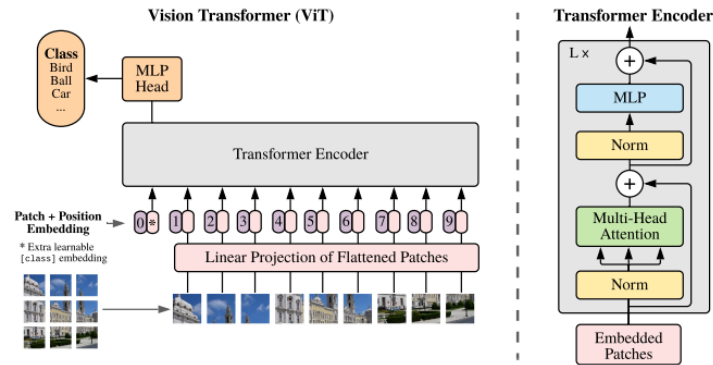 Vision Transformer (ViT)
Class
Bird
Ball
Car
...
MLP
Head
Transformer Encoder
Patch + Position
Embedding
0 * 1 2 3 4 5 6 7 8 9
* Extra learnable
[class] embedding
Linear Projection of Flattened Patches
Transformer Encoder
L ×
+
MLP
Norm
+
Multi-Head
Attention
Norm
Embedded
Patches